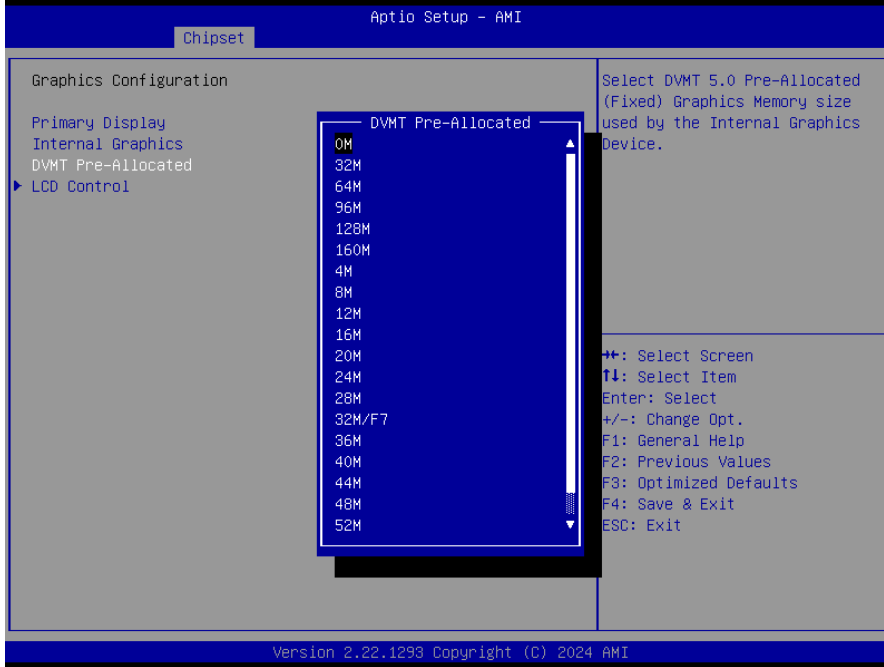 Aptio Setup – AMI
Chipset
Graphics Configuration
Primary Display
Internal Graphics
DVMT Pre-Allocated
LCD Control
DVMT Pre-Allocated
0M
32M
64M
96M
128M
160M
4M
8M
12M
16M
20M
24M
28M
32M/F7
36M
40M
44M
48M
52M
Select DVMT 5.0 Pre-Allocated
(Fixed) Graphics Memory size
used by the Internal Graphics
Device.
→←: Select Screen
↑↓: Select Item
Enter: Select
+/-: Change Opt.
F1: General Help
F2: Previous Values
F3: Optimized Defaults
F4: Save & Exit
ESC: Exit
Version 2.22.1293 Copyright (C) 2024 AMI